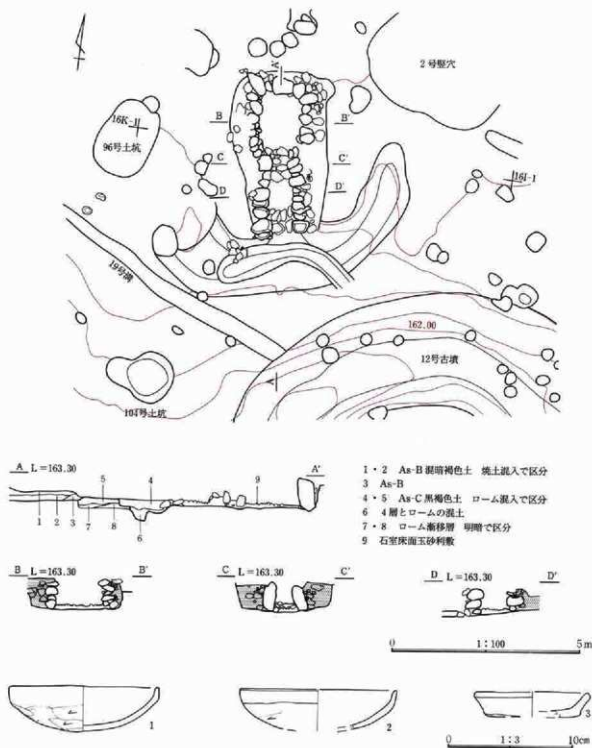 2号竪穴
16K-11
96号土坑
A'
B
B'
C
C'
D
D'
16I-1
19号溝
162.00
12号古墳
104号土坑
A
A L=163.30 A'
5 4 9
1 2 3 7 8 6
1・2 As-B混暗褐色土 焼土混入で区分
3 As-B
4・5 As-C黒褐色土 ローム混入で区分
6 4層とロームの混土
7・8 ローム漸移層 明暗で区分
9 石室床面玉砂利敷
B L=163.30 B'
C L=163.30 C'
D L=163.30 D'
0 1:100 5m
1
2
3
0 1:3 10cm